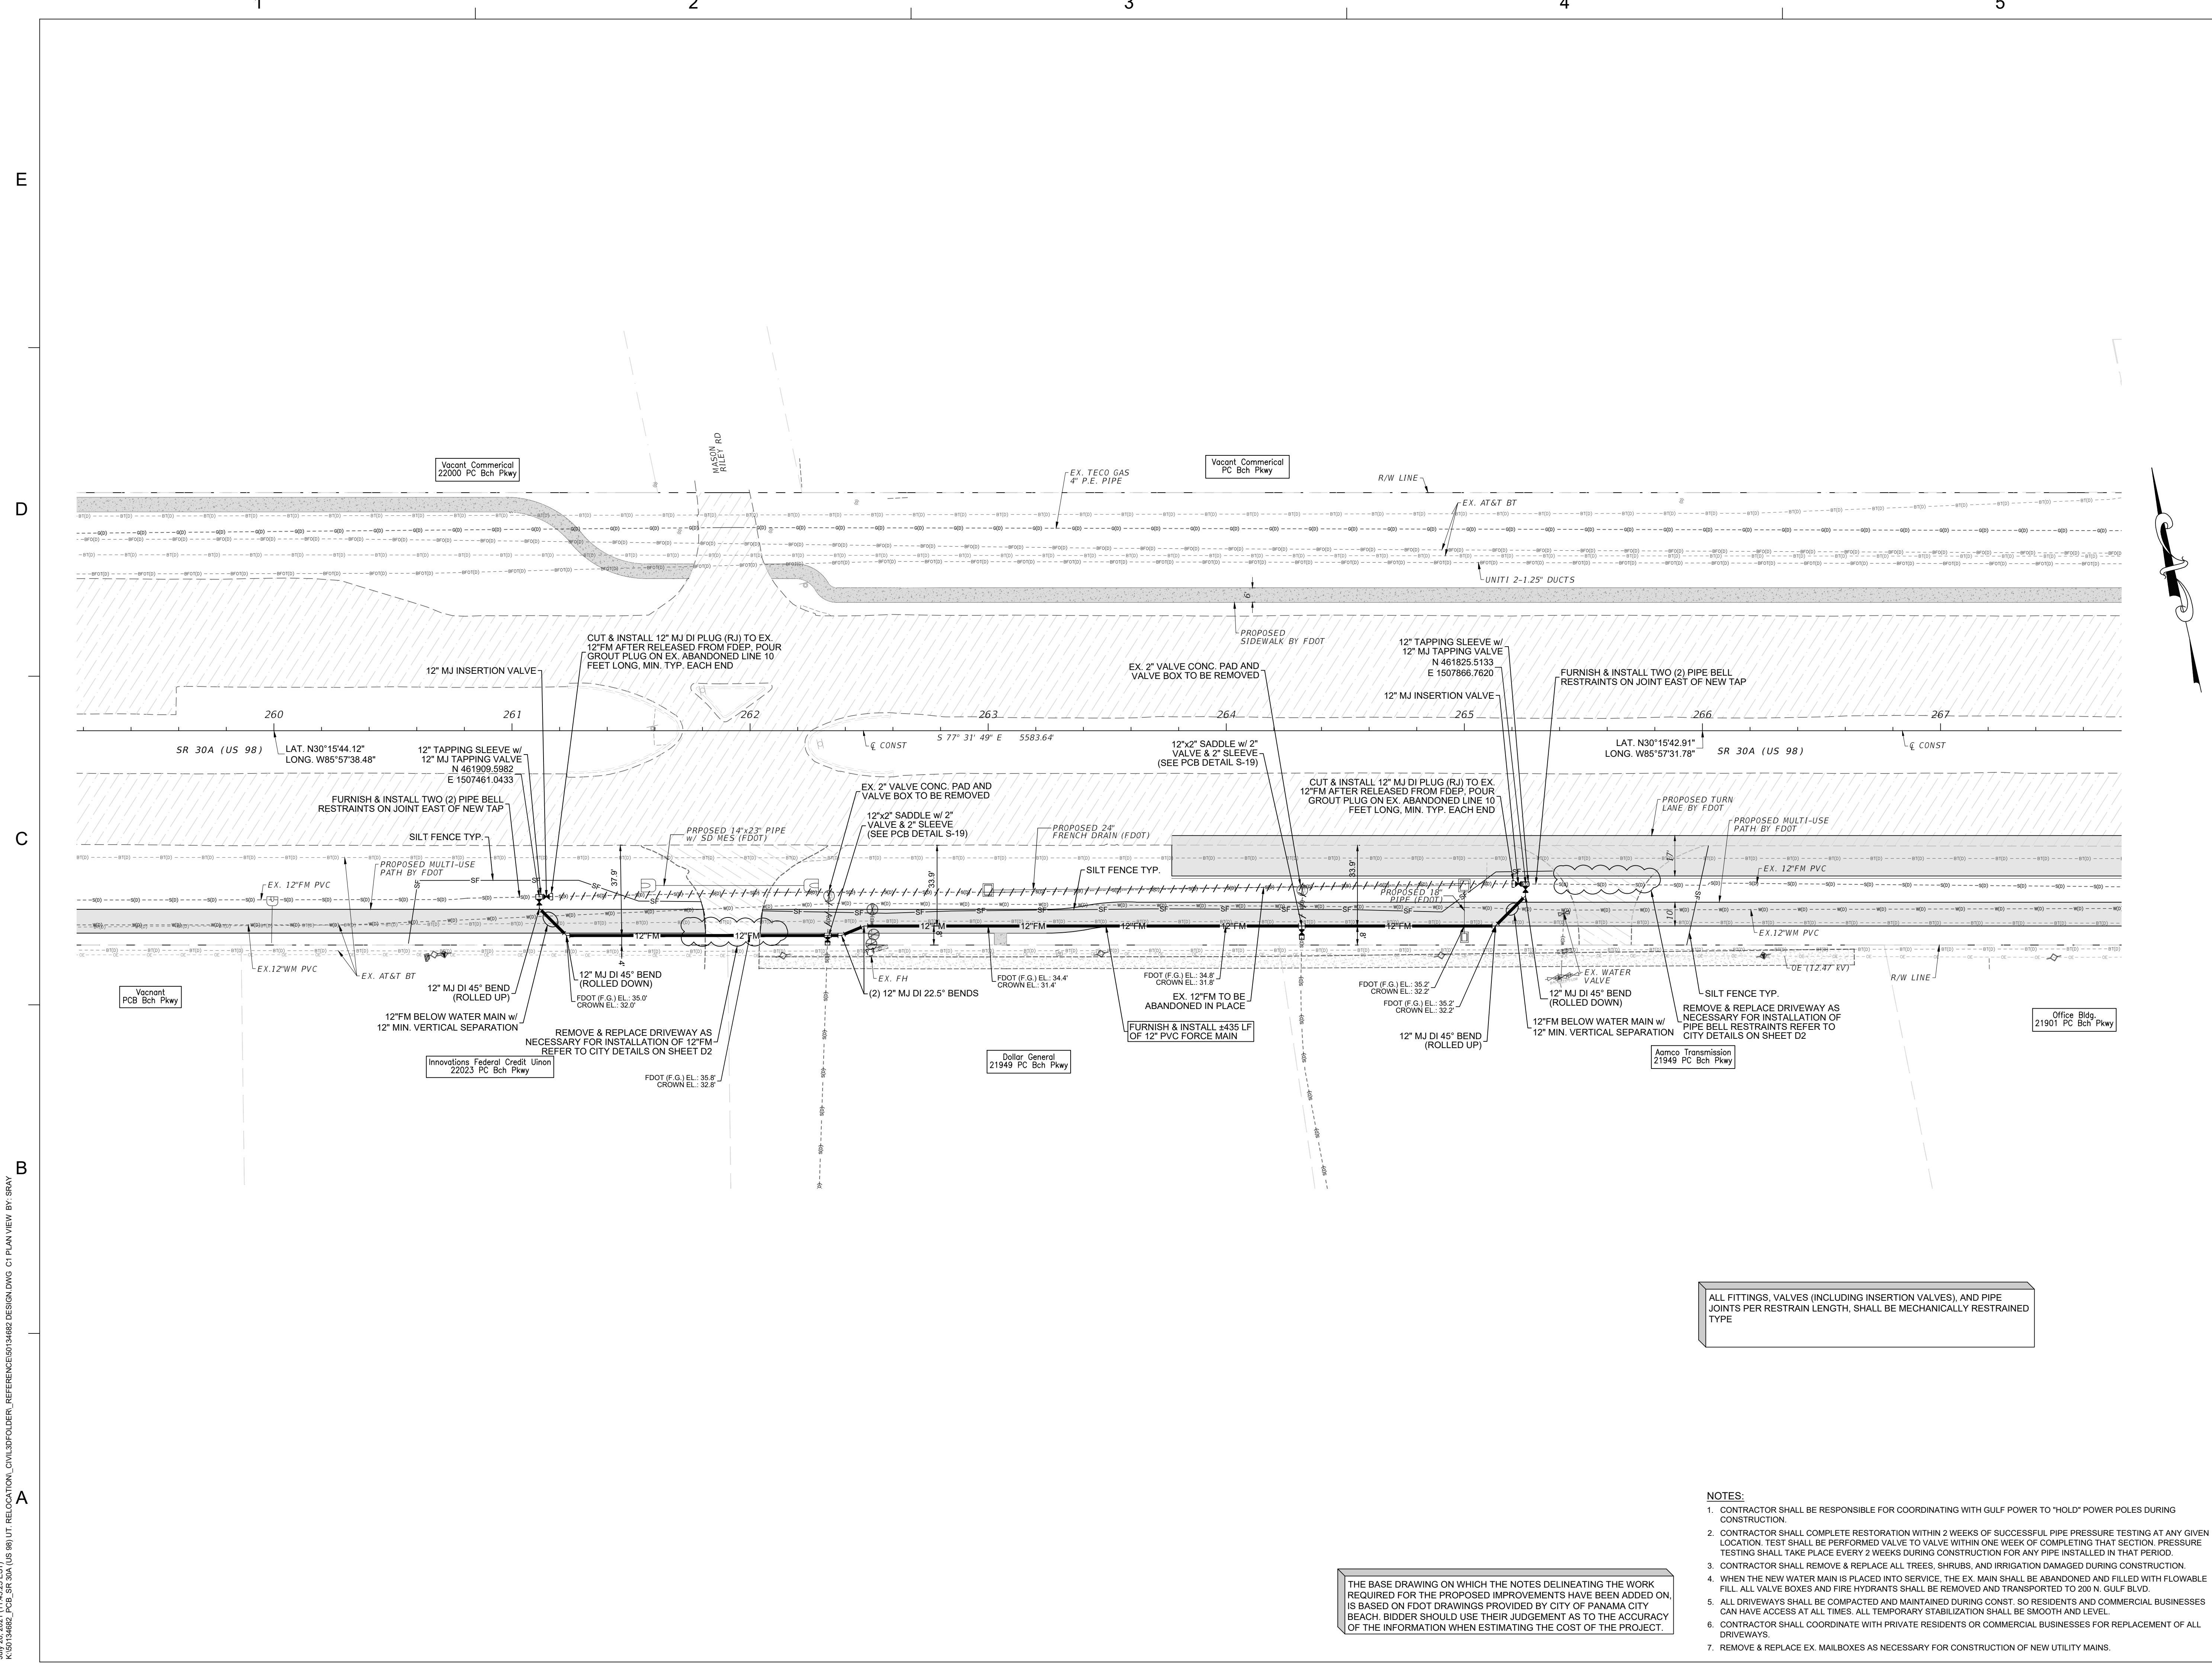 1
2
3
4
5
E
D
C
B
A
MASON
RILEY RD
Vacant Commerical
22000 PC Bch Pkwy
Vacant Commerical
PC Bch Pkwy
EX. TECO GAS
4" P.E. PIPE
R/W LINE
EX. AT&T BT
UNITI 2-1.25" DUCTS
6'
PROPOSED
SIDEWALK BY FDOT
CUT & INSTALL 12" MJ DI PLUG (RJ) TO EX.
12"FM AFTER RELEASED FROM FDEP, POUR
GROUT PLUG ON EX. ABANDONED LINE 10
FEET LONG, MIN. TYP. EACH END
12" MJ INSERTION VALVE
EX. 2" VALVE CONC. PAD AND
VALVE BOX TO BE REMOVED
12" TAPPING SLEEVE w/
12" MJ TAPPING VALVE
N 461825.5133
E 1507866.7620
12" MJ INSERTION VALVE
FURNISH & INSTALL TWO (2) PIPE BELL
RESTRAINTS ON JOINT EAST OF NEW TAP
260
261
262
263
264
265
266
267
SR 30A (US 98)
LAT. N30°15'44.12"
LONG. W85°57'38.48"
S 77° 31' 49" E 5583.64'
℄ CONST
LAT. N30°15'42.91"
LONG. W85°57'31.78"
SR 30A (US 98)
℄ CONST
12" TAPPING SLEEVE w/
12" MJ TAPPING VALVE
N 461909.5982
E 1507461.0433
FURNISH & INSTALL TWO (2) PIPE BELL
RESTRAINTS ON JOINT EAST OF NEW TAP
SILT FENCE TYP.
PROPOSED MULTI-USE
PATH BY FDOT
EX. 12"FM PVC
PRPOSED 14"x23" PIPE
w/ SD MES (FDOT)
EX. 2" VALVE CONC. PAD AND
VALVE BOX TO BE REMOVED
12"x2" SADDLE w/ 2"
VALVE & 2" SLEEVE
(SEE PCB DETAIL S-19)
12"x2" SADDLE w/ 2"
VALVE & 2" SLEEVE
(SEE PCB DETAIL S-19)
PROPOSED 24"
FRENCH DRAIN (FDOT)
SILT FENCE TYP.
CUT & INSTALL 12" MJ DI PLUG (RJ) TO EX.
12"FM AFTER RELEASED FROM FDEP, POUR
GROUT PLUG ON EX. ABANDONED LINE 10
FEET LONG, MIN. TYP. EACH END
PROPOSED TURN
LANE BY FDOT
PROPOSED MULTI-USE
PATH BY FDOT
37.9'
33.9'
33.9'
17'
10'
EX. 12"FM PVC
PROPOSED 18"
PIPE (FDOT)
EX.12"WM PVC
12"FM 12"FM 12"FM 12"FM 12"FM 12"FM 12"FM
4'
8'
8'
EX.12"WM PVC
EX. AT&T BT
12" MJ DI 45° BEND
(ROLLED UP)
12" MJ DI 45° BEND
(ROLLED DOWN)
FDOT (F.G.) EL.: 35.0'
CROWN EL.: 32.0'
12"FM BELOW WATER MAIN w/
12" MIN. VERTICAL SEPARATION
REMOVE & REPLACE DRIVEWAY AS
NECESSARY FOR INSTALLATION OF 12"FM
REFER TO CITY DETAILS ON SHEET D2
FDOT (F.G.) EL.: 35.8'
CROWN EL.: 32.8'
EX. FH
(2) 12" MJ DI 22.5° BENDS
FDOT (F.G.) EL.: 34.4'
CROWN EL.: 31.4'
FDOT (F.G.) EL.: 34.8'
CROWN EL.: 31.8'
EX. 12"FM TO BE
ABANDONED IN PLACE
FURNISH & INSTALL ±435 LF
OF 12" PVC FORCE MAIN
FDOT (F.G.) EL.: 35.2'
CROWN EL.: 32.2'
FDOT (F.G.) EL.: 35.2'
CROWN EL.: 32.2'
12" MJ DI 45° BEND
(ROLLED UP)
EX. WATER
VALVE
12" MJ DI 45° BEND
(ROLLED DOWN)
12"FM BELOW WATER MAIN w/
12" MIN. VERTICAL SEPARATION
SILT FENCE TYP.
REMOVE & REPLACE DRIVEWAY AS
NECESSARY FOR INSTALLATION OF
PIPE BELL RESTRAINTS REFER TO
CITY DETAILS ON SHEET D2
OE (12.47 kV)
R/W LINE
Vacnant
PCB Bch Pkwy
Innovations Federal Credit Uinon
22023 PC Bch Pkwy
Dollar General
21949 PC Bch Pkwy
Aamco Transmission
21949 PC Bch Pkwy
Office Bldg.
21901 PC Bch Pkwy
ALL FITTINGS, VALVES (INCLUDING INSERTION VALVES), AND PIPE
JOINTS PER RESTRAIN LENGTH, SHALL BE MECHANICALLY RESTRAINED
TYPE
THE BASE DRAWING ON WHICH THE NOTES DELINEATING THE WORK
REQUIRED FOR THE PROPOSED IMPROVEMENTS HAVE BEEN ADDED ON,
IS BASED ON FDOT DRAWINGS PROVIDED BY CITY OF PANAMA CITY
BEACH. BIDDER SHOULD USE THEIR JUDGEMENT AS TO THE ACCURACY
OF THE INFORMATION WHEN ESTIMATING THE COST OF THE PROJECT.
NOTES:
1. CONTRACTOR SHALL BE RESPONSIBLE FOR COORDINATING WITH GULF POWER TO "HOLD" POWER POLES DURING
CONSTRUCTION.
2. CONTRACTOR SHALL COMPLETE RESTORATION WITHIN 2 WEEKS OF SUCCESSFUL PIPE PRESSURE TESTING AT ANY GIVEN
LOCATION. TEST SHALL BE PERFORMED VALVE TO VALVE WITHIN ONE WEEK OF COMPLETING THAT SECTION. PRESSURE
TESTING SHALL TAKE PLACE EVERY 2 WEEKS DURING CONSTRUCTION FOR ANY PIPE INSTALLED IN THAT PERIOD.
3. CONTRACTOR SHALL REMOVE & REPLACE ALL TREES, SHRUBS, AND IRRIGATION DAMAGED DURING CONSTRUCTION.
4. WHEN THE NEW WATER MAIN IS PLACED INTO SERVICE, THE EX. MAIN SHALL BE ABANDONED AND FILLED WITH FLOWABLE
FILL. ALL VALVE BOXES AND FIRE HYDRANTS SHALL BE REMOVED AND TRANSPORTED TO 200 N. GULF BLVD.
5. ALL DRIVEWAYS SHALL BE COMPACTED AND MAINTAINED DURING CONST. SO RESIDENTS AND COMMERCIAL BUSINESSES
CAN HAVE ACCESS AT ALL TIMES. ALL TEMPORARY STABILIZATION SHALL BE SMOOTH AND LEVEL.
6. CONTRACTOR SHALL COORDINATE WITH PRIVATE RESIDENTS OR COMMERCIAL BUSINESSES FOR REPLACEMENT OF ALL
DRIVEWAYS.
7. REMOVE & REPLACE EX. MAILBOXES AS NECESSARY FOR CONSTRUCTION OF NEW UTILITY MAINS.
K:\50134682_PCB_SR 30A (US 98) UT. RELOCATION\_CIVIL3DFOLDER\_REFERENCE\50134682 DESIGN.DWG C1 PLAN VIEW BY: SRAY